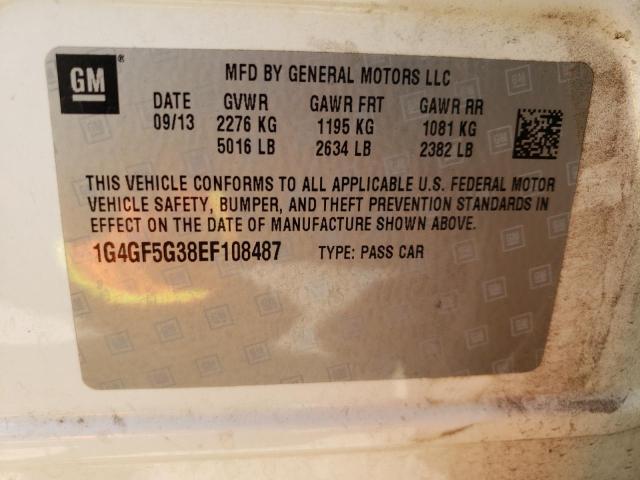 GM ®
MFD BY GENERAL MOTORS LLC
DATE GVWR GAWR FRT GAWR RR
09/13 2276 KG 1195 KG 1081 KG
5016 LB 2634 LB 2382 LB
THIS VEHICLE CONFORMS TO ALL APPLICABLE U.S. FEDERAL MOTOR
VEHICLE SAFETY, BUMPER, AND THEFT PREVENTION STANDARDS IN
EFFECT ON THE DATE OF MANUFACTURE SHOWN ABOVE.
1G4GF5G38EF108487 TYPE: PASS CAR